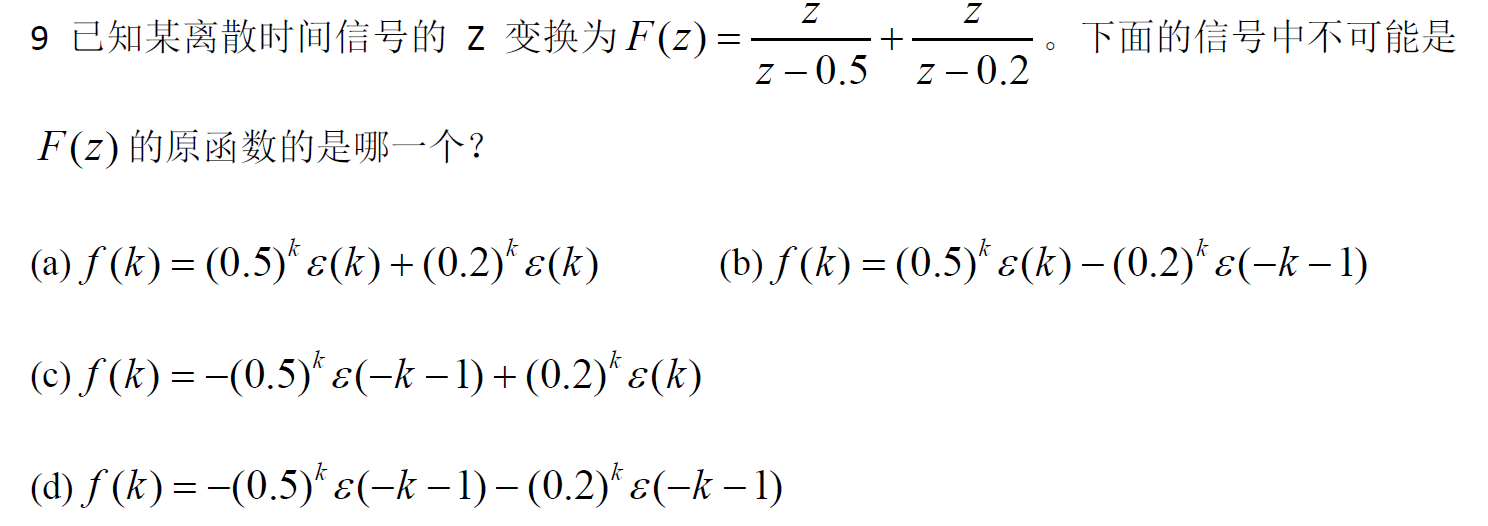 9 已知某离散时间信号的 Z 变换为 F(z) = z/(z − 0.5) + z/(z − 0.2)。下面的信号中不可能是
F(z) 的原函数的是哪一个？
(a) f(k) = (0.5)^k ε(k) + (0.2)^k ε(k) (b) f(k) = (0.5)^k ε(k) − (0.2)^k ε(−k − 1)
(c) f(k) = −(0.5)^k ε(−k − 1) + (0.2)^k ε(k)
(d) f(k) = −(0.5)^k ε(−k − 1) − (0.2)^k ε(−k − 1)